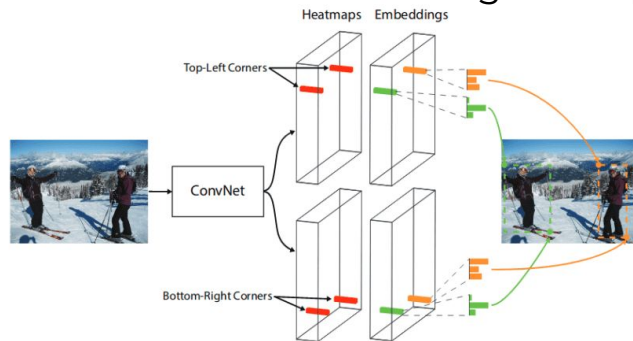 Heatmaps Embeddings
Top-Left Corners
ConvNet
Bottom-Right Corners